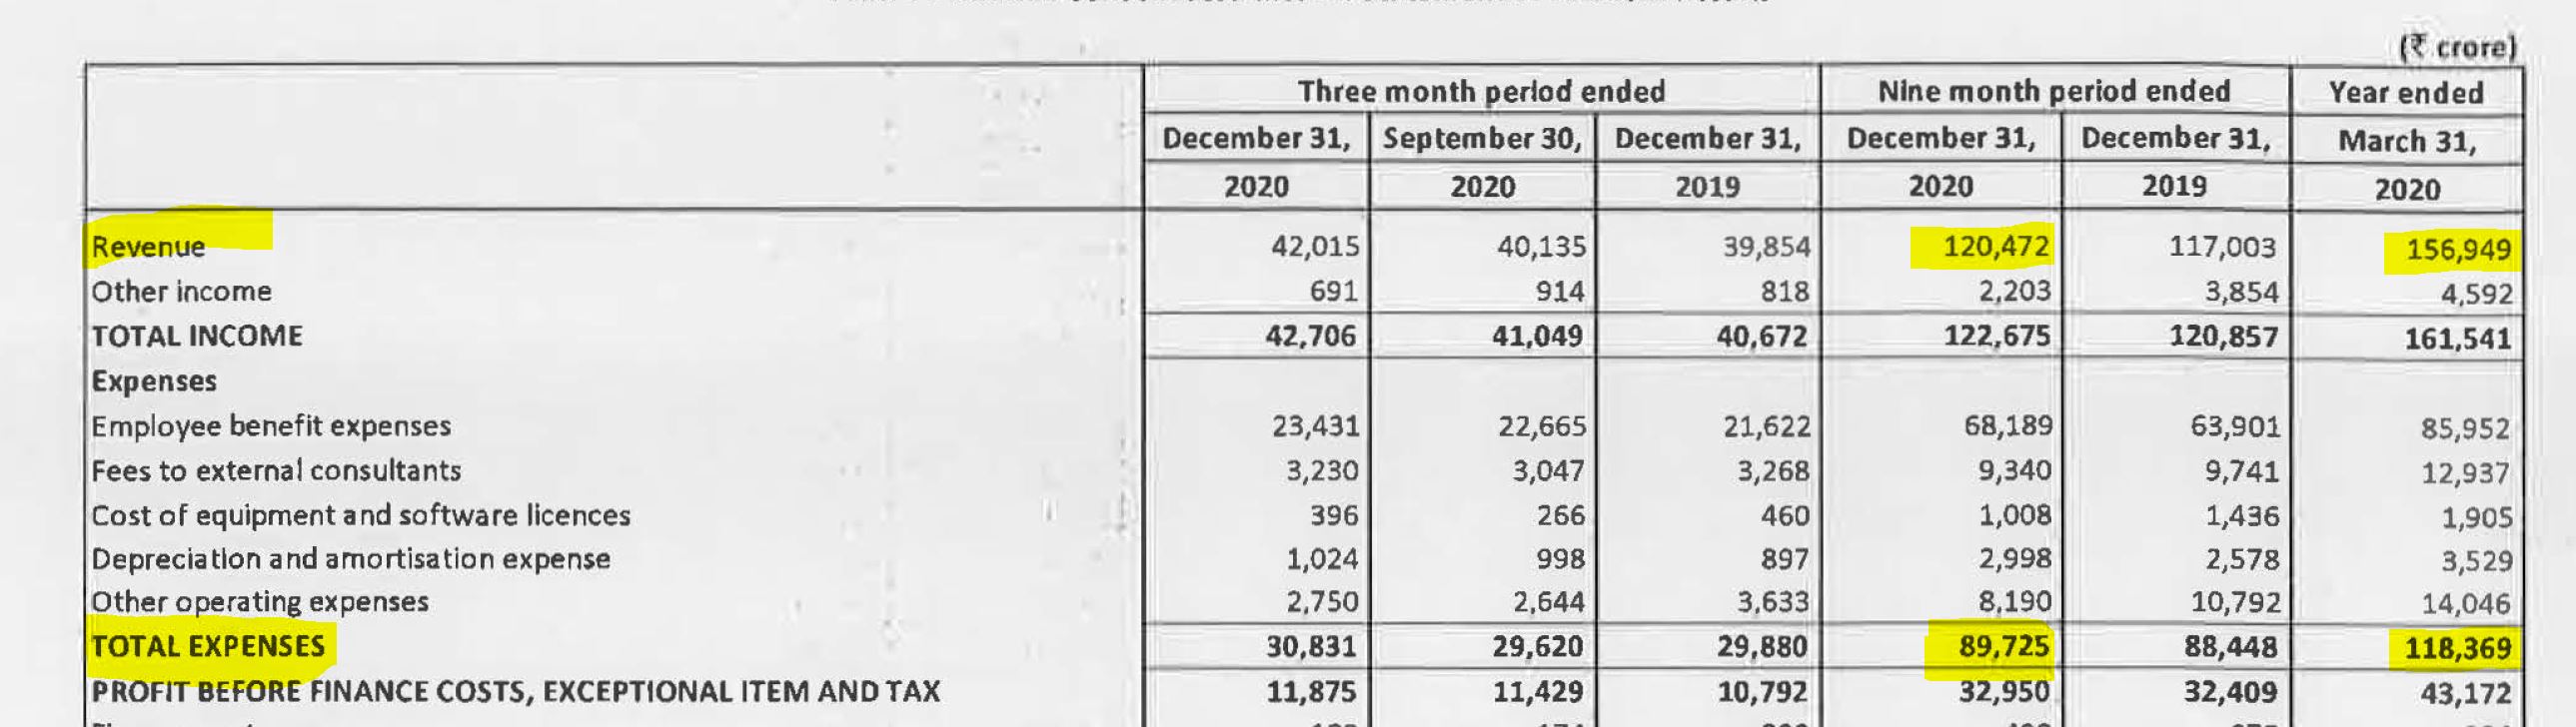 (₹ crore)
Three month period ended Nine month period ended Year ended
December 31, September 30, December 31, December 31, December 31, March 31,
2020 2020 2019 2020 2019 2020
Revenue 42,015 40,135 39,854 120,472 117,003 156,949
Other income 691 914 818 2,203 3,854 4,592
TOTAL INCOME 42,706 41,049 40,672 122,675 120,857 161,541
Expenses
Employee benefit expenses 23,431 22,665 21,622 68,189 63,901 85,952
Fees to external consultants 3,230 3,047 3,268 9,340 9,741 12,937
Cost of equipment and software licences 396 266 460 1,008 1,436 1,905
Depreciation and amortisation expense 1,024 998 897 2,998 2,578 3,529
Other operating expenses 2,750 2,644 3,633 8,190 10,792 14,046
TOTAL EXPENSES 30,831 29,620 29,880 89,725 88,448 118,369
PROFIT BEFORE FINANCE COSTS, EXCEPTIONAL ITEM AND TAX 11,875 11,429 10,792 32,950 32,409 43,172